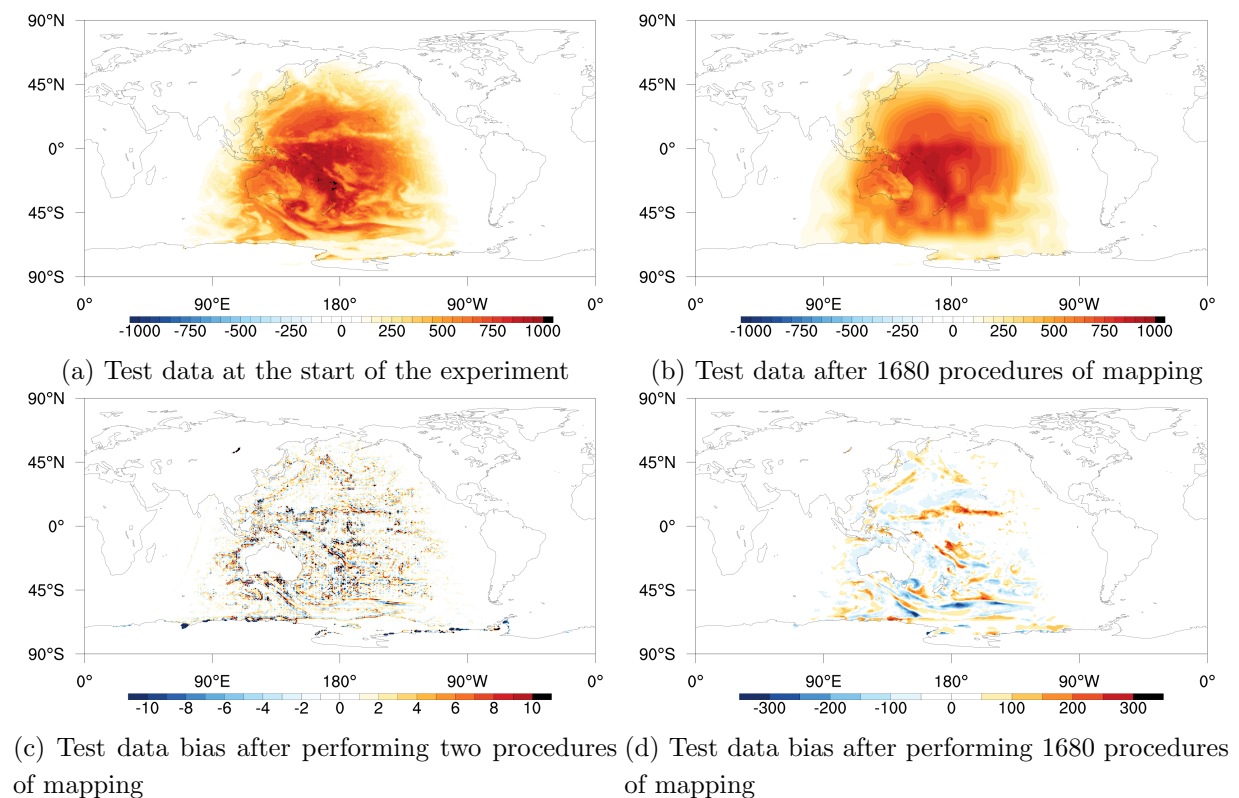 90°N
45°N
0°
45°S
90°S
0° 90°E 180° 90°W 0°
-1000 -750 -500 -250 0 250 500 750 1000
(a) Test data at the start of the experiment
90°N
45°N
0°
45°S
90°S
0° 90°E 180° 90°W 0°
-1000 -750 -500 -250 0 250 500 750 1000
(b) Test data after 1680 procedures of mapping
90°N
45°N
0°
45°S
90°S
0° 90°E 180° 90°W 0°
-10 -8 -6 -4 -2 0 2 4 6 8 10
(c) Test data bias after performing two procedures
of mapping
90°N
45°N
0°
45°S
90°S
0° 90°E 180° 90°W 0°
-300 -200 -100 0 100 200 300
(d) Test data bias after performing 1680 procedures
of mapping